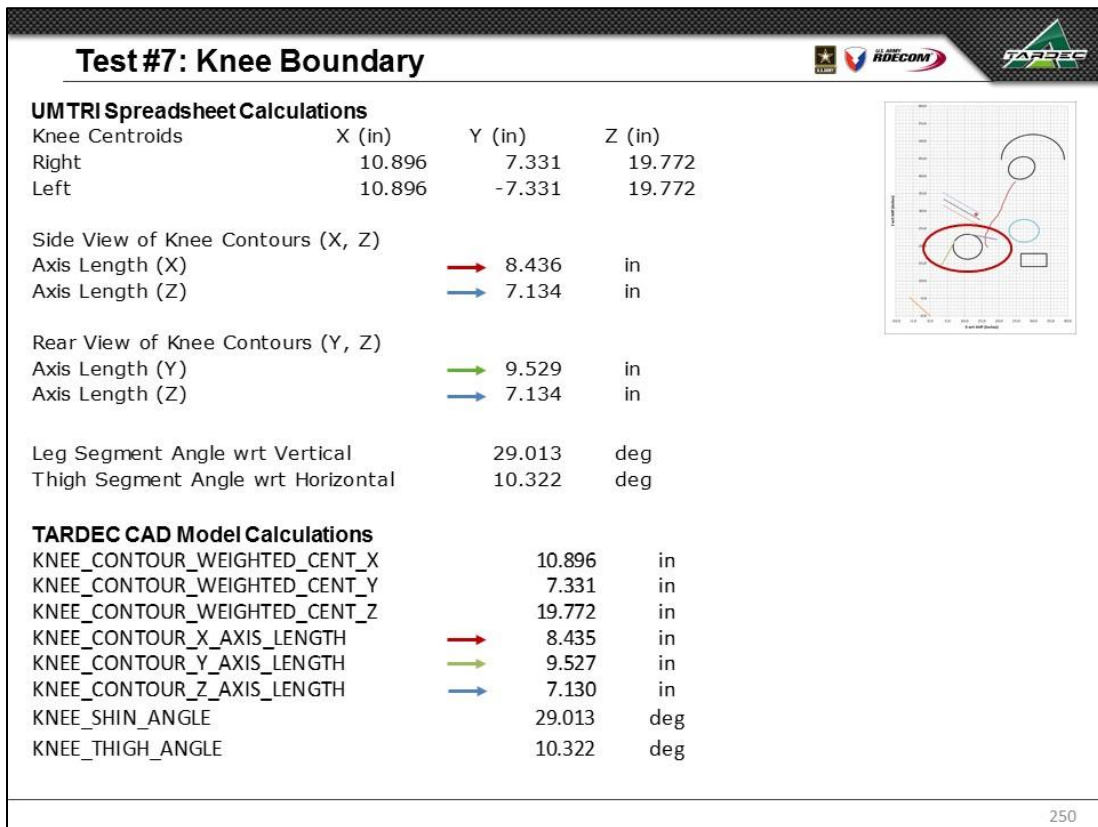 Test #7: Knee Boundary
U.S. ARMY
U.S. ARMY
RDECOM
TARDEC
UMTRI Spreadsheet Calculations
Knee Centroids X (in) Y (in) Z (in)
Right 10.896 7.331 19.772
Left 10.896 -7.331 19.772
Side View of Knee Contours (X, Z)
Axis Length (X) 8.436 in
Axis Length (Z) 7.134 in
Rear View of Knee Contours (Y, Z)
Axis Length (Y) 9.529 in
Axis Length (Z) 7.134 in
Leg Segment Angle wrt Vertical 29.013 deg
Thigh Segment Angle wrt Horizontal 10.322 deg
TARDEC CAD Model Calculations
KNEE_CONTOUR_WEIGHTED_CENT_X 10.896 in
KNEE_CONTOUR_WEIGHTED_CENT_Y 7.331 in
KNEE_CONTOUR_WEIGHTED_CENT_Z 19.772 in
KNEE_CONTOUR_X_AXIS_LENGTH 8.435 in
KNEE_CONTOUR_Y_AXIS_LENGTH 9.527 in
KNEE_CONTOUR_Z_AXIS_LENGTH 7.130 in
KNEE_SHIN_ANGLE 29.013 deg
KNEE_THIGH_ANGLE 10.322 deg
250